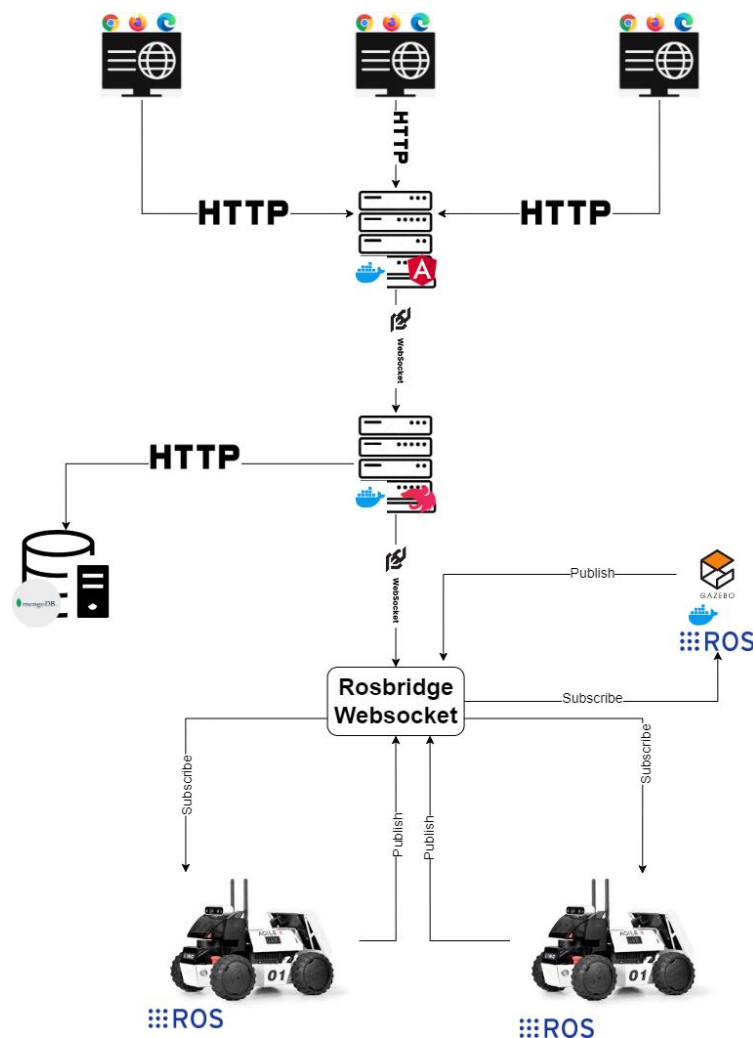 HTTP
HTTP
HTTP
WebSocket
HTTP
mongoDB
WebSocket
Publish
GAZEBO
ROS
Rosbridge
Websocket
Subscribe
Subscribe
Subscribe
Publish
Publish
01
01
ROS
ROS